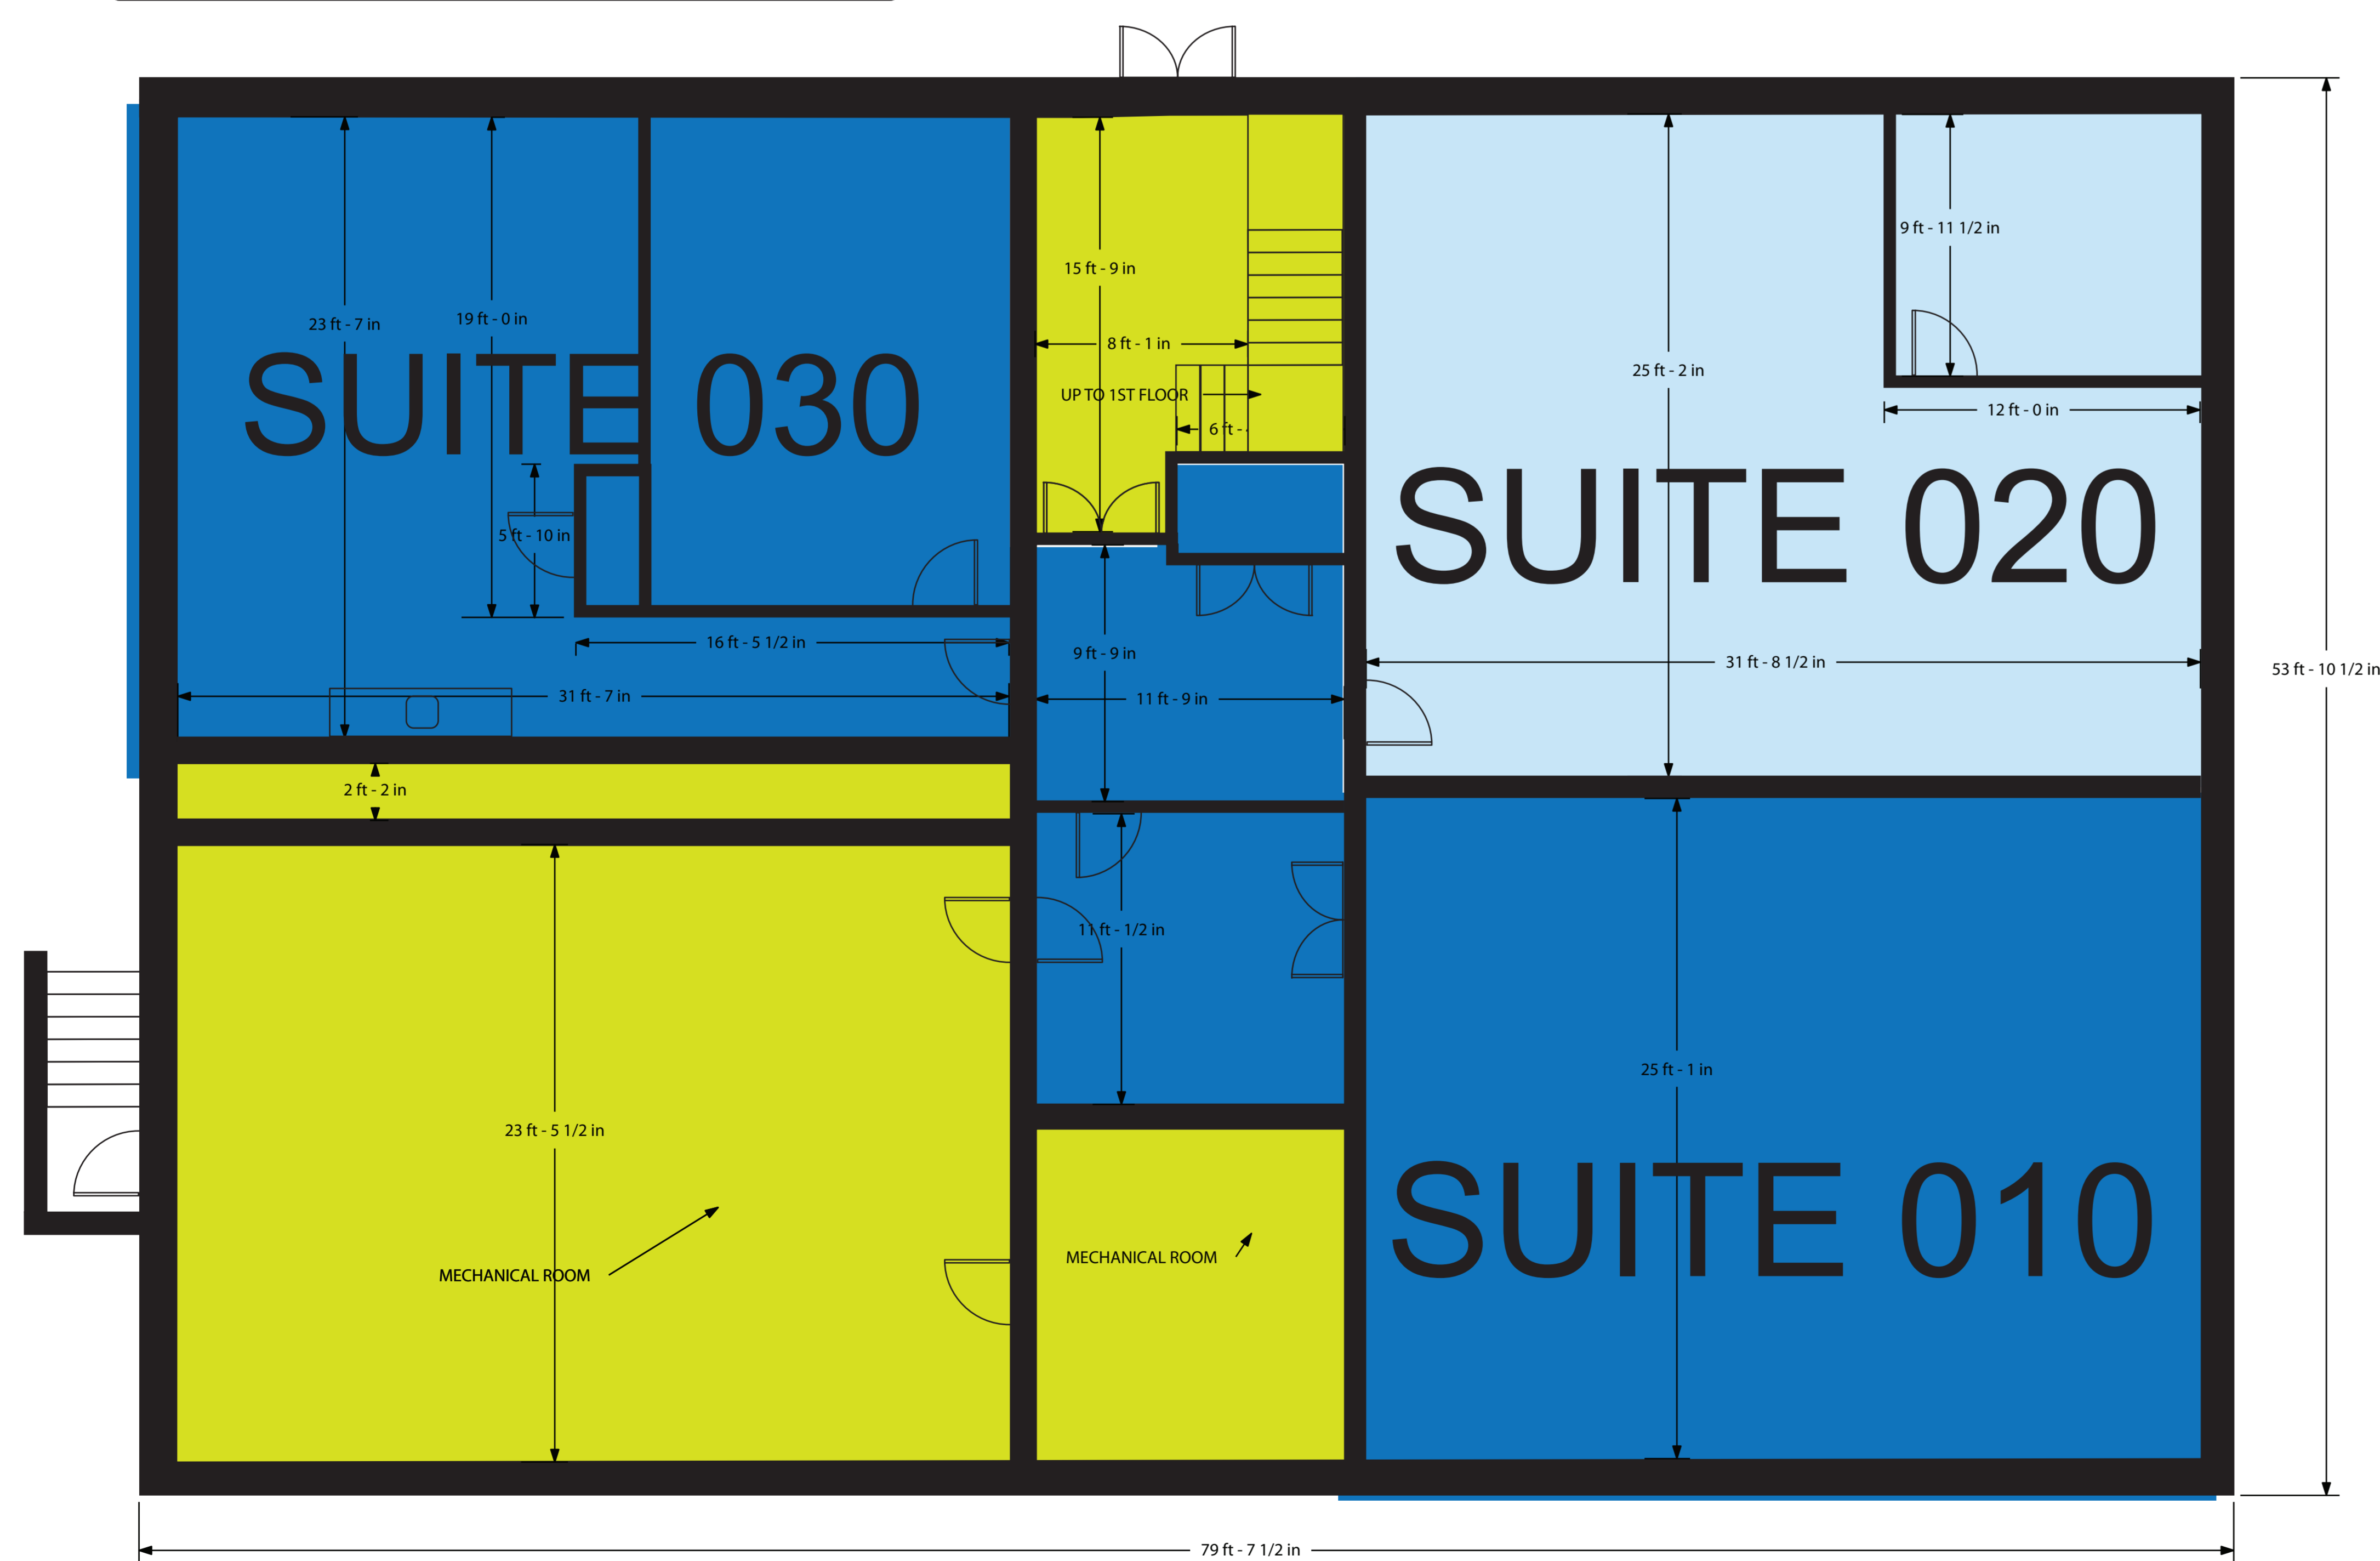 9 ft - 11 1/2 in
15 ft - 9 in
23 ft - 7 in
19 ft - 0 in
8 ft - 1 in
25 ft - 2 in
UP TO 1ST FLOOR
12 ft - 0 in
SUITE 030
6 ft -
SUITE 020
5 ft - 10 in
16 ft - 5 1/2 in
9 ft - 9 in
31 ft - 8 1/2 in
53 ft - 10 1/2 in
31 ft - 7 in
11 ft - 9 in
2 ft - 2 in
11 ft - 1/2 in
25 ft - 1 in
23 ft - 5 1/2 in
SUITE 010
MECHANICAL ROOM
MECHANICAL ROOM
79 ft - 7 1/2 in